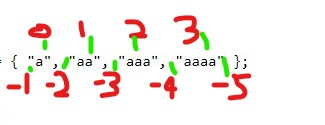 0 1 2 3
= { "a", "aa", "aaa", "aaaa" };
-1 -2 -3 -4 -5